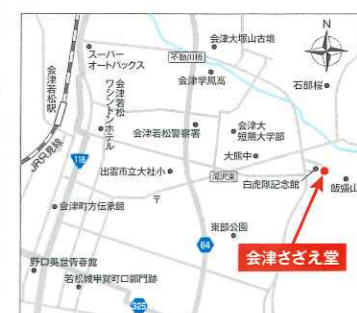 N
会津大塚山古墳
スーパー
オートバックス
不動川橋
会津学鳳高
石部桜
会津若松駅
会津若松
ワシントンホテル
会津若松警察署
会津大
短期大学部
大熊中
JR只見線
118
出雲市立大社小
滝沢東
白虎隊記念館
飯盛山
会津町方伝承館
〒
東部公園
64
会津さざえ堂
野口英世青春館
若松城甲賀町口郭門跡
325